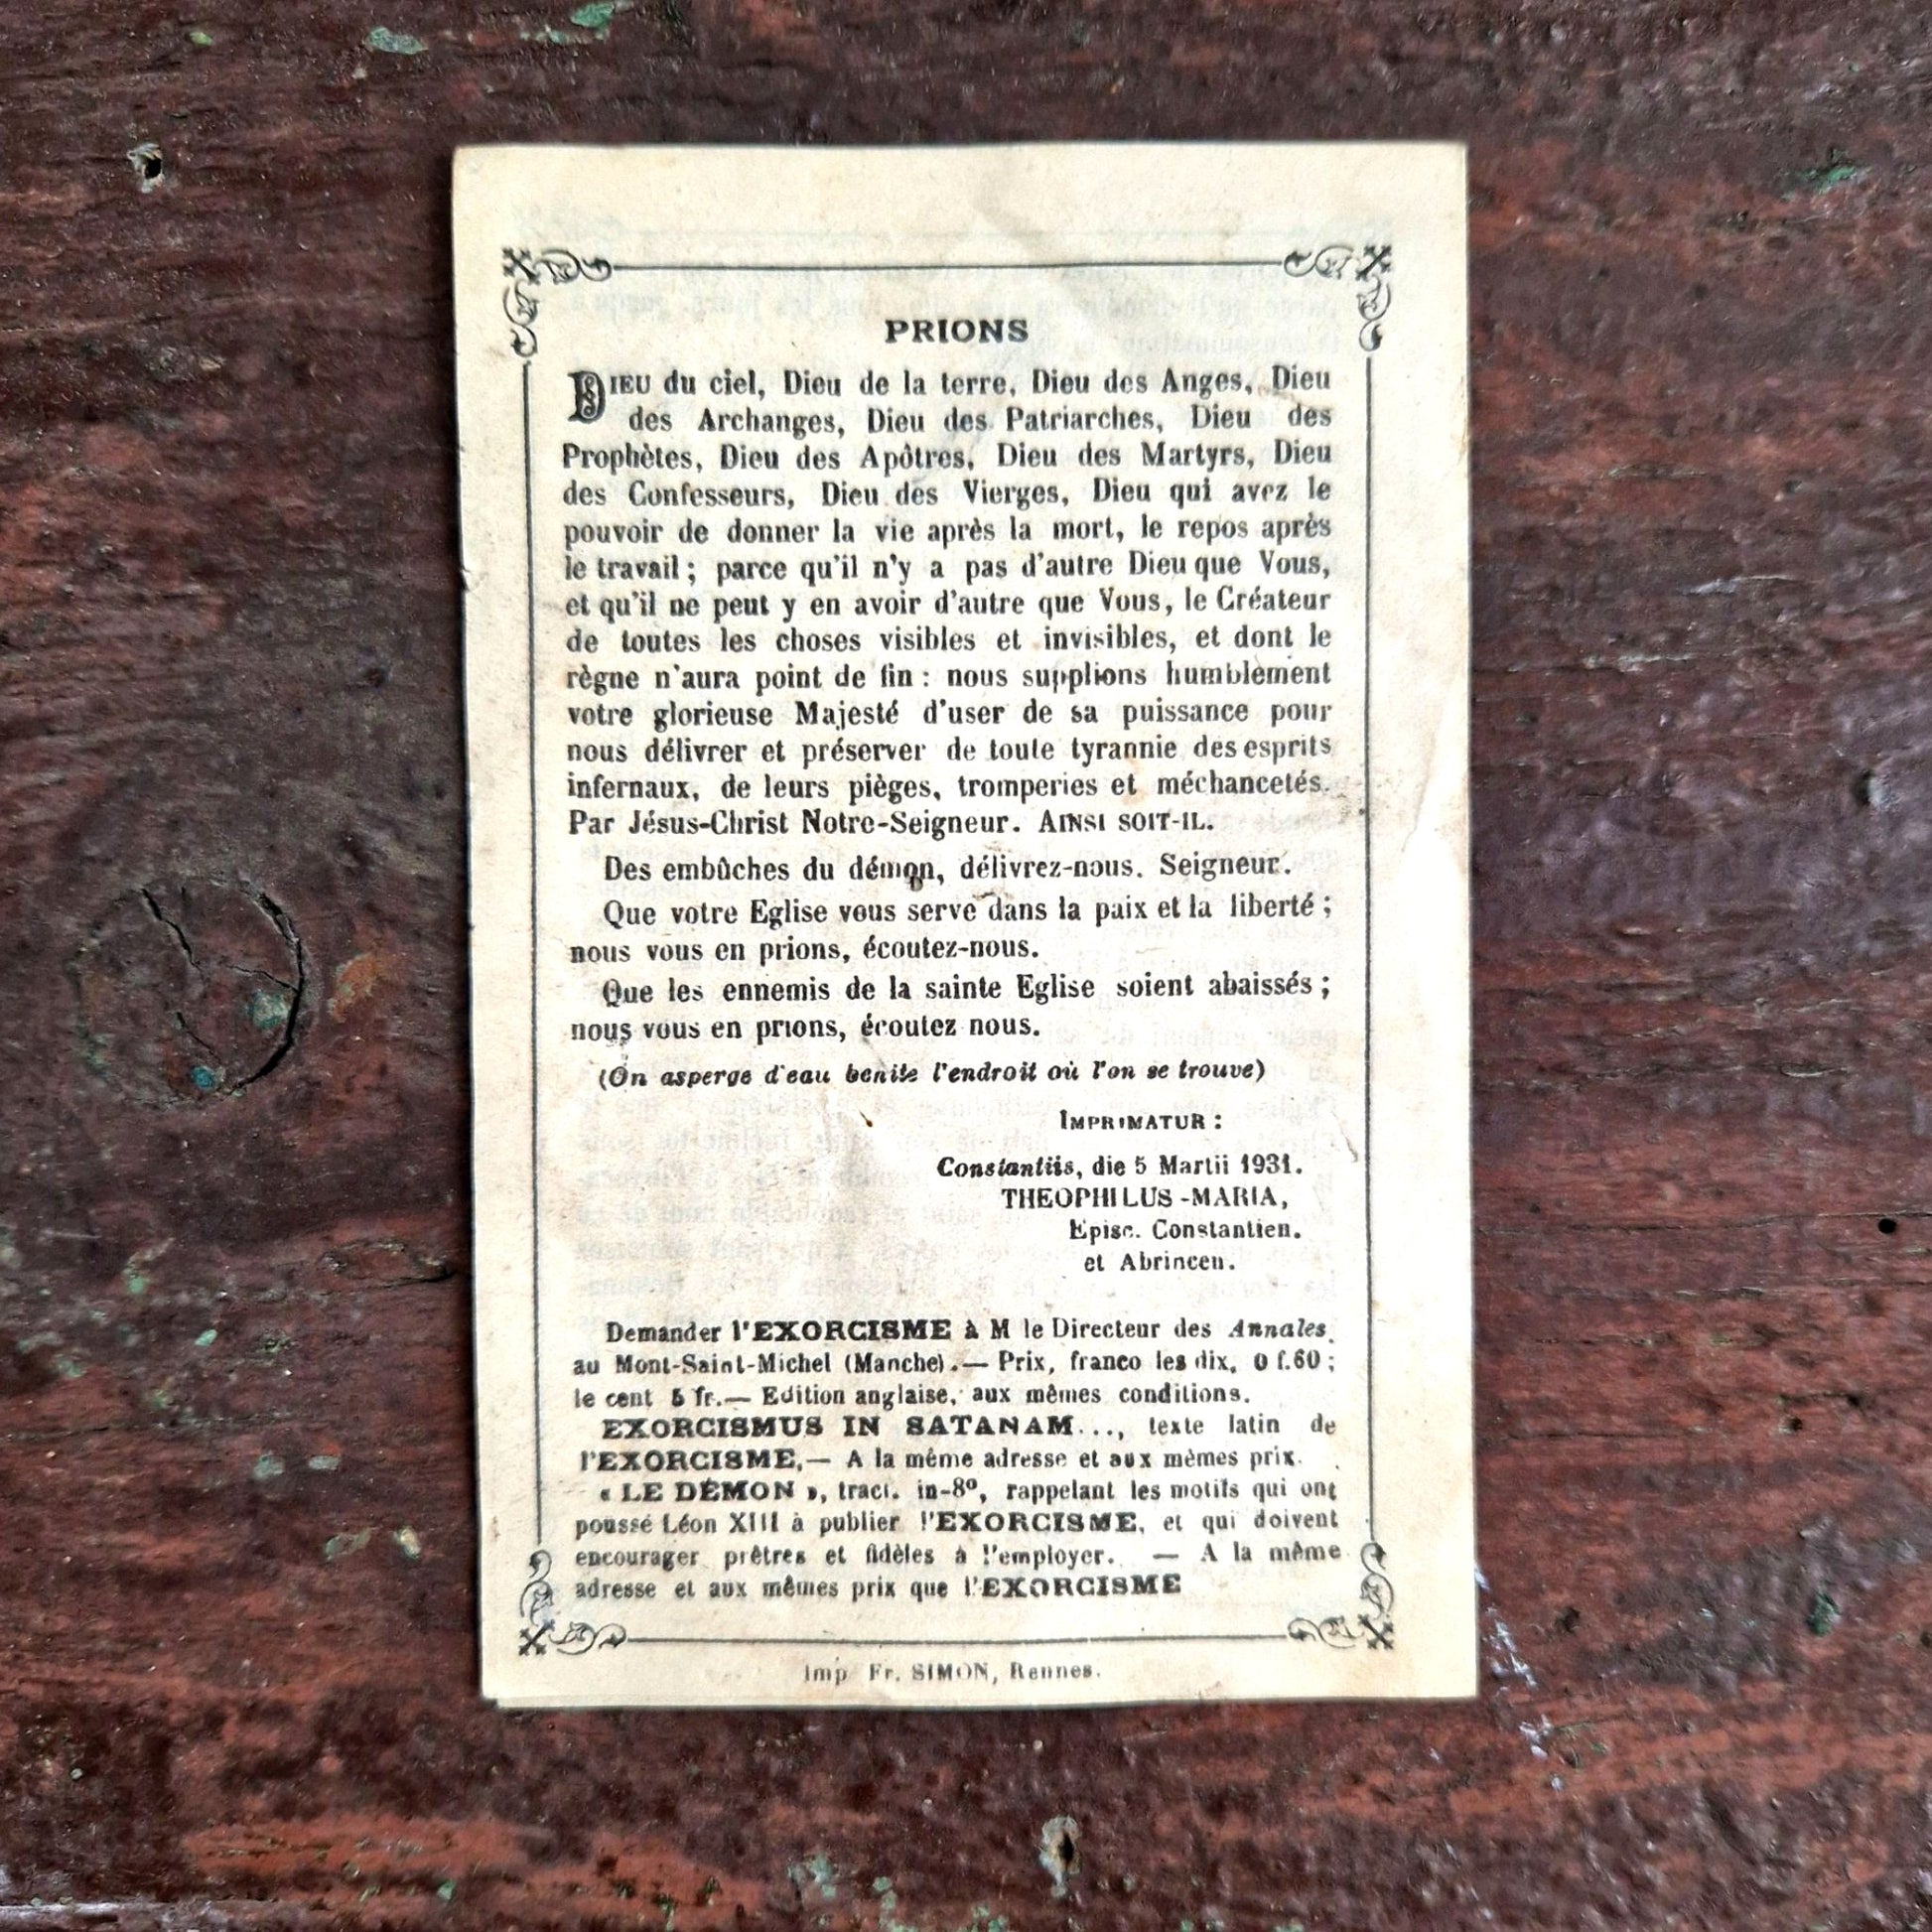 PRIONS
DIEU du ciel, Dieu de la terre, Dieu des Anges, Dieu
des Archanges, Dieu des Patriarches, Dieu des
Prophètes, Dieu des Apôtres, Dieu des Martyrs, Dieu
des Confesseurs, Dieu des Vierges, Dieu qui avez le
pouvoir de donner la vie après la mort, le repos après
le travail ; parce qu'il n'y a pas d'autre Dieu que Vous,
et qu'il ne peut y en avoir d'autre que Vous, le Créateur
de toutes les choses visibles et invisibles, et dont le
règne n'aura point de fin : nous supplions humblement
votre glorieuse Majesté d'user de sa puissance pour
nous délivrer et préserver de toute tyrannie des esprits
infernaux, de leurs pièges, tromperies et méchancetés.
Par Jésus-Christ Notre-Seigneur. AINSI SOIT-IL.
Des embûches du démon, délivrez-nous. Seigneur.
Que votre Eglise vous serve dans la paix et la liberté ;
nous vous en prions, écoutez-nous.
Que les ennemis de la sainte Eglise soient abaissés ;
nous vous en prions, écoutez nous.
(On asperge d'eau benite l'endroit où l'on se trouve)
IMPRIMATUR :
Constantiis, die 5 Martii 1931.
THEOPHILUS-MARIA,
Episc. Constantien.
et Abrincen.
Demander l'EXORCISME à M le Directeur des Annales
au Mont-Saint-Michel (Manche).— Prix, franco les dix, 0 f.60 ;
le cent 5 fr.— Edition anglaise, aux mêmes conditions.
EXORCISMUS IN SATANAM..., texte latin de
l'EXORCISME,— A la même adresse et aux mêmes prix.
« LE DÉMON », tract. in-8º, rappelant les motifs qui ont
poussé Léon XIII à publier l'EXORCISME, et qui doivent
encourager prêtres et fidèles à l'employer. — A la même
adresse et aux mêmes prix que l'EXORCISME
Imp Fr. SIMON, Rennes.